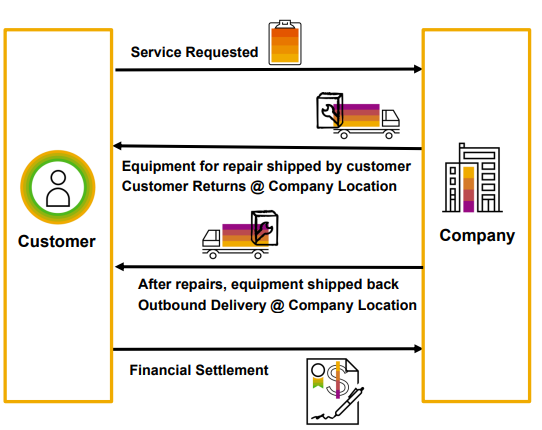 Service Requested
Equipment for repair shipped by customer
Customer Returns @ Company Location
Customer
Company
After repairs, equipment shipped back
Outbound Delivery @ Company Location
Financial Settlement